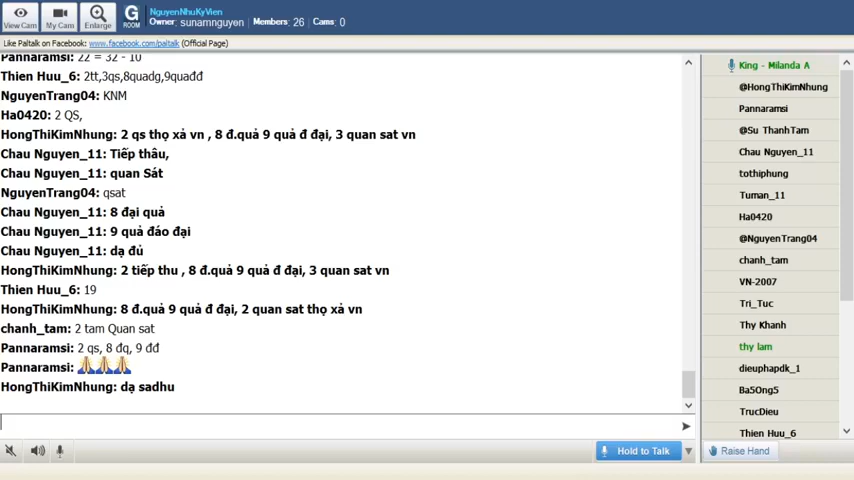 NguyenNhuKyVien
Owner: sunamnguyen Members: 26 Cams: 0
View Cam My Cam Enlarge G ROOM
Like Paltalk on Facebook: www.facebook.com/paltalk (Official Page)
Pannaramsi: 22 = 32 - 10
Thien Huu_6: 2tt,3qs,8quadg,9quađđ
NguyenTrang04: KNM
Ha0420: 2 QS,
HongThiKimNhung: 2 qs thọ xả vn , 8 đ.quả 9 quả đ đại, 3 quan sat vn
Chau Nguyen_11: Tiếp thâu,
Chau Nguyen_11: quan Sát
NguyenTrang04: qsat
Chau Nguyen_11: 8 đại quả
Chau Nguyen_11: 9 quả đáo đại
Chau Nguyen_11: dạ đủ
HongThiKimNhung: 2 tiếp thu , 8 đ.quả 9 quả đ đại, 3 quan sat vn
Thien Huu_6: 19
HongThiKimNhung: 8 đ.quả 9 quả đ đại, 2 quan sat thọ xả vn
chanh_tam: 2 tam Quan sat
Pannaramsi: 2 qs, 8 đq, 9 đđ
Pannaramsi: 🙏🙏🙏
HongThiKimNhung: dạ sadhu
Hold to Talk
King - Milanda A
@HongThiKimNhung
Pannaramsi
@Su ThanhTam
Chau Nguyen_11
tothiphung
Tuman_11
Ha0420
@NguyenTrang04
chanh_tam
VN-2007
Tri_Tuc
Thy Khanh
thy lam
dieuphapdk_1
Ba5Ong5
TrucDieu
Thien Huu_6
Raise Hand